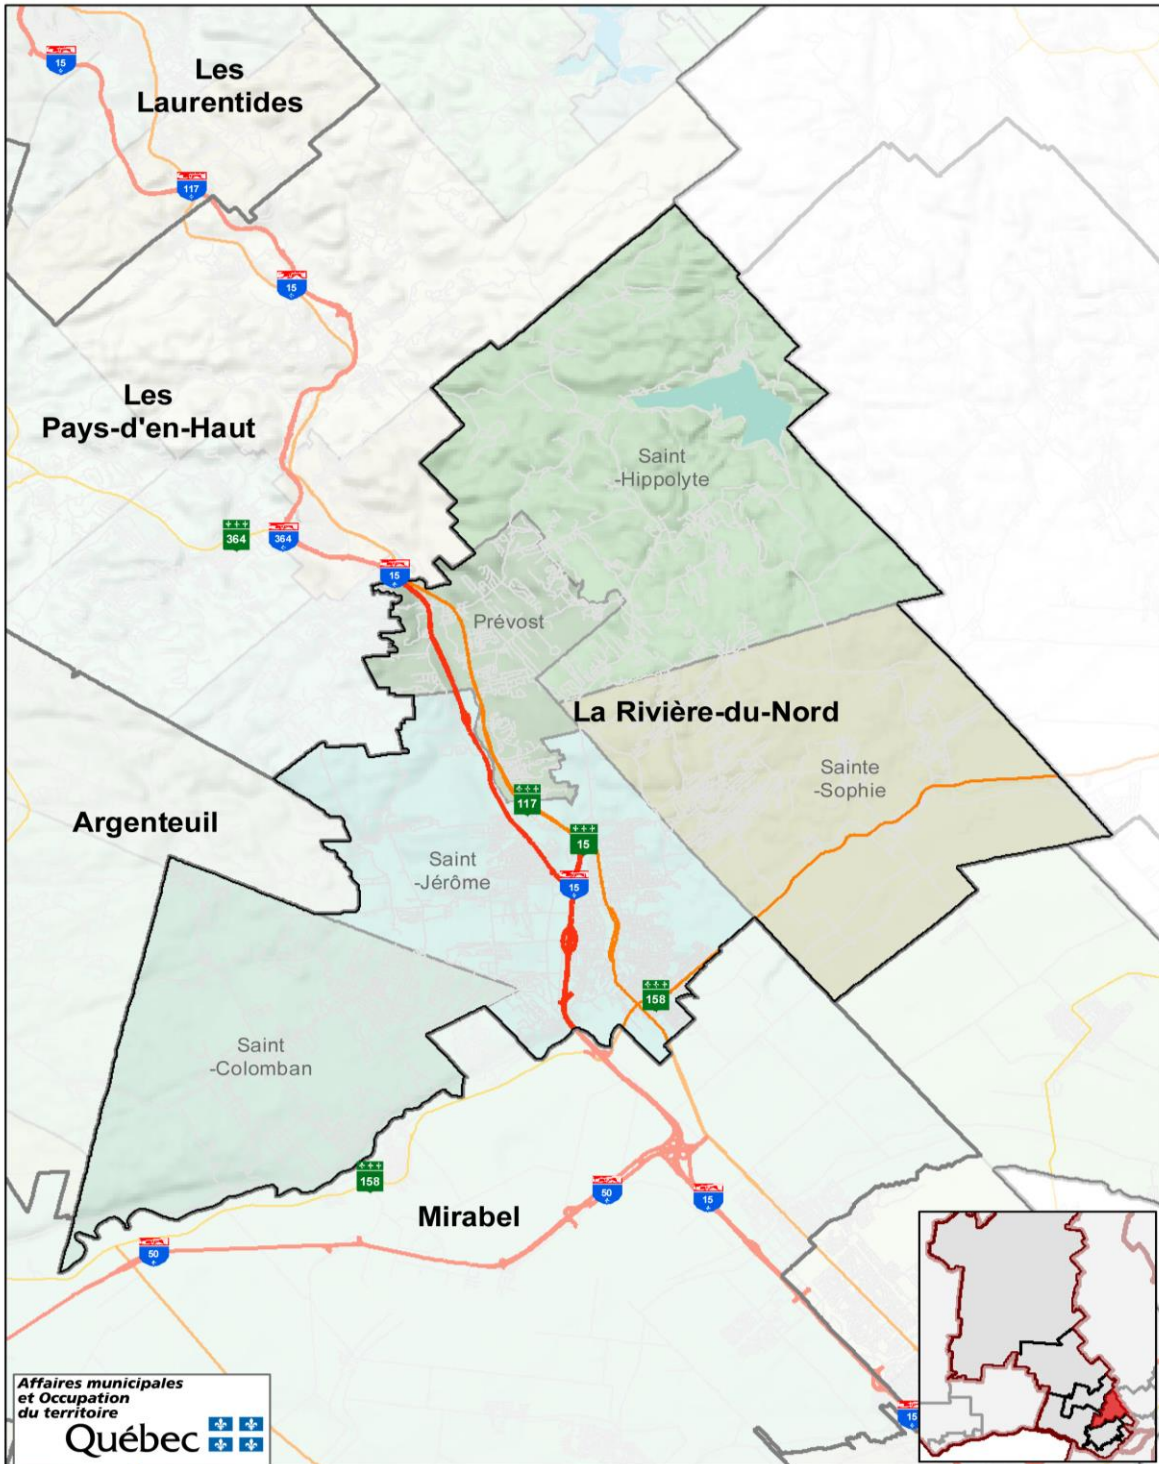 15
Les
Laurentides
117
15
Les
Pays-d'en-Haut
Saint
-Hippolyte
364
364
15
Prévost
La Rivière-du-Nord
Sainte
-Sophie
117
Argenteuil
15
Saint
-Jérôme
15
158
Saint
-Colomban
158
Mirabel
50
15
50
15
Affaires municipales
et Occupation
du territoire
Québec